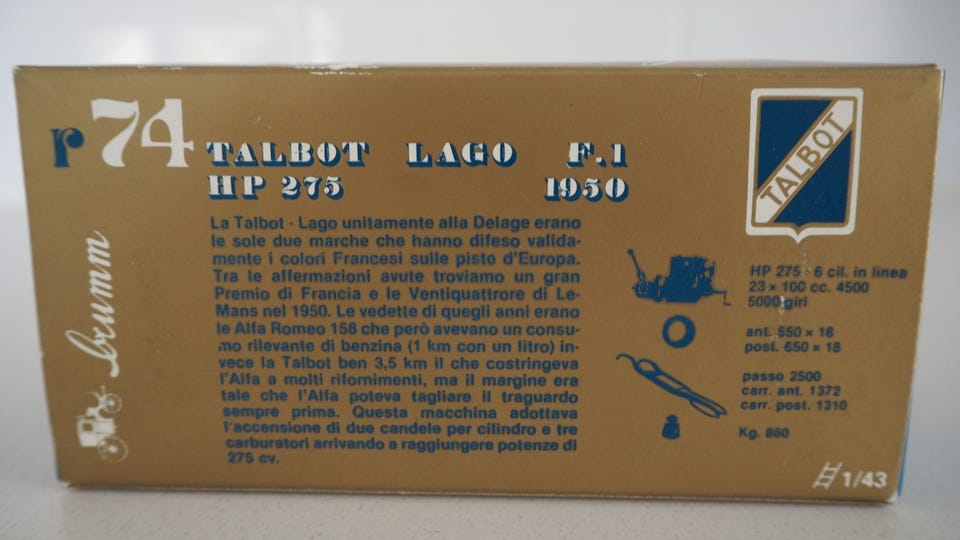 r74
TALBOT LAGO F.1
HP 275 1950
La Talbot - Lago unitamente alla Delage erano
le sole due marche che hanno difeso valida-
mente i colori Francesi sulle piste d'Europa.
Tra le affermazioni avute troviamo un gran
Premio di Francia e le Ventiquattrore di Le-
Mans nel 1950. Le vedette di quegli anni erano
le Alfa Romeo 158 che però avevano un consu-
mo rilevante di benzina (1 km con un litro) in-
vece la Talbot ben 3,5 km il che costringeva
l'Alfa a molti rifornimenti, ma il margine era
tale che l'Alfa poteva tagliare il traguardo
sempre prima. Questa macchina adottava
l'accensione di due candele per cilindro e tre
carburatori arrivando a raggiungere potenze di
275 cv.
brumm
TALBOT
HP 275 - 6 cil. in linea
23 x 100 cc. 4500
5000 giri
ant. 550 x 18
post. 650 x 18
passo 2500
carr. ant. 1372
carr. post. 1310
Kg. 860
1/43